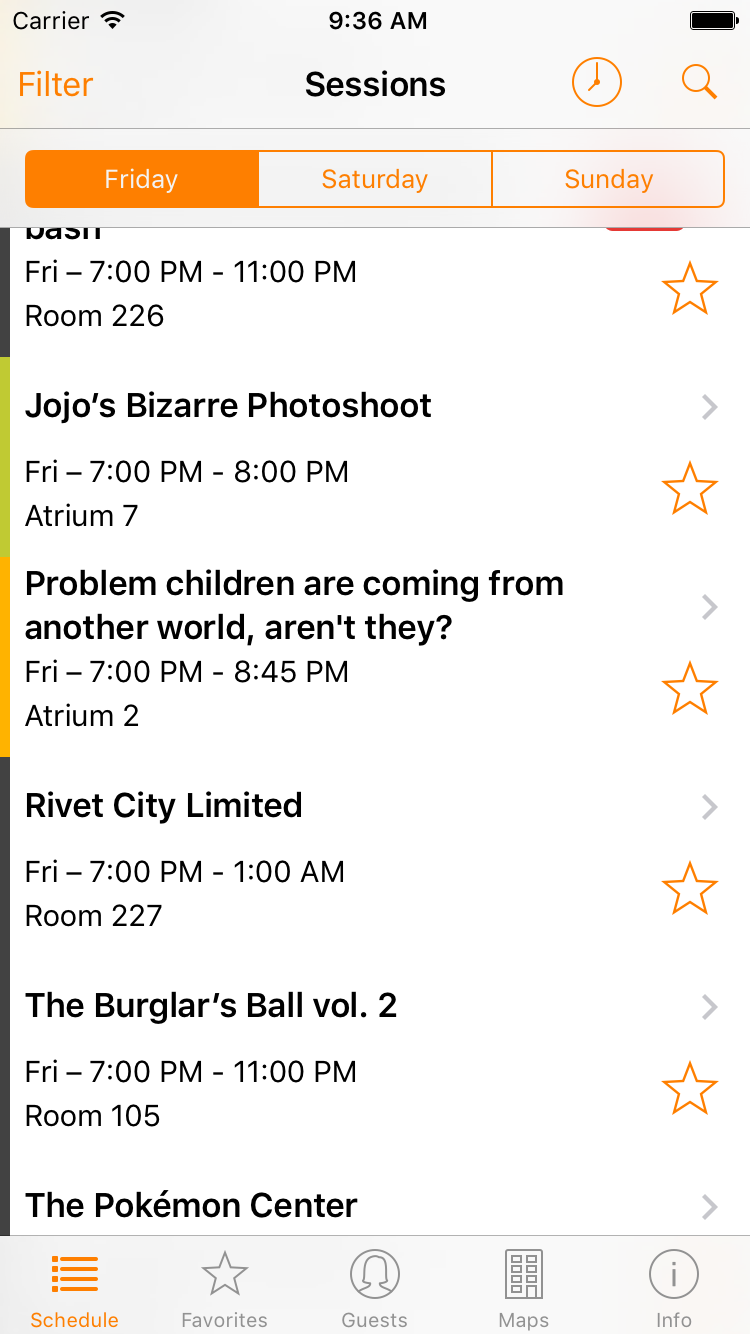 Carrier
9:36 AM
Filter
Sessions
Friday
Saturday
Sunday
bash
Fri – 7:00 PM - 11:00 PM
Room 226
Jojo’s Bizarre Photoshoot
Fri – 7:00 PM - 8:00 PM
Atrium 7
Problem children are coming from
another world, aren't they?
Fri – 7:00 PM - 8:45 PM
Atrium 2
Rivet City Limited
Fri – 7:00 PM - 1:00 AM
Room 227
The Burglar’s Ball vol. 2
Fri – 7:00 PM - 11:00 PM
Room 105
The Pokémon Center
Schedule
Favorites
Guests
Maps
Info